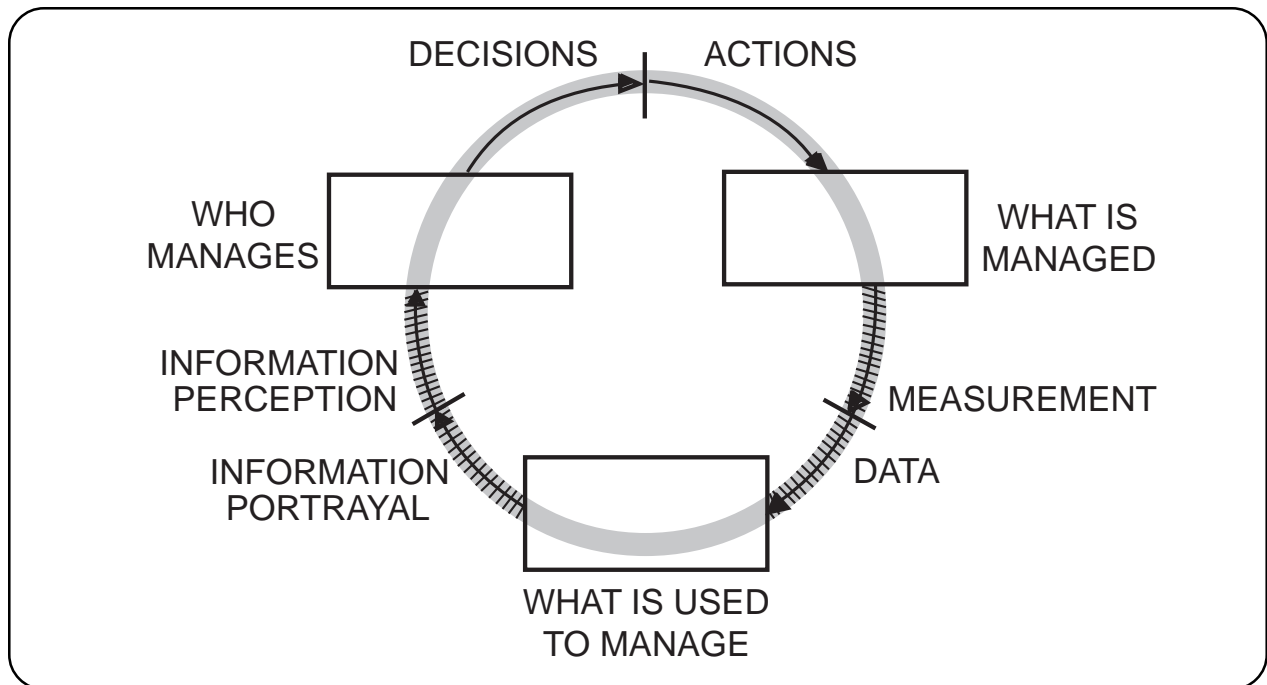 DECISIONS
ACTIONS
WHO
MANAGES
WHAT IS
MANAGED
INFORMATION
PERCEPTION
MEASUREMENT
INFORMATION
PORTRAYAL
DATA
WHAT IS USED
TO MANAGE